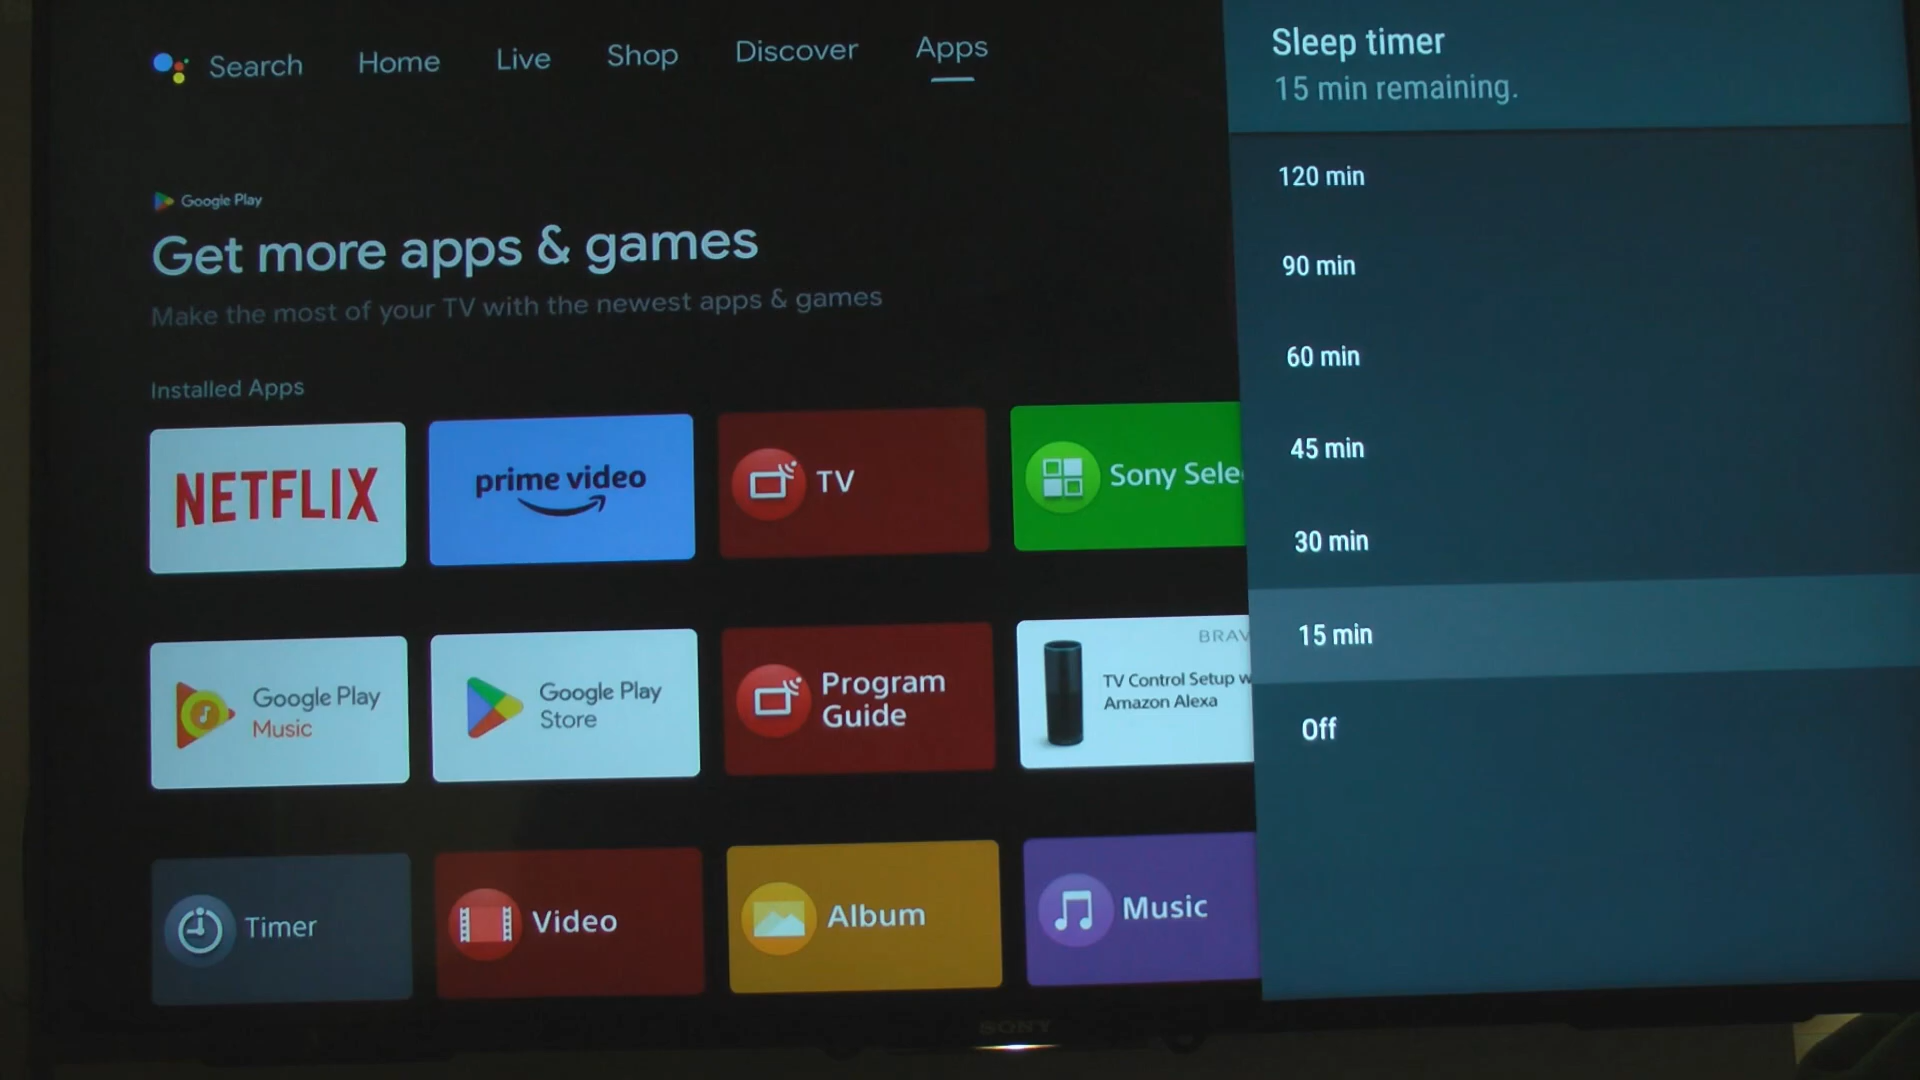 Search Home Live Shop Discover Apps
Google Play
Get more apps & games
Make the most of your TV with the newest apps & games
Installed Apps
NETFLIX
prime video
TV
Sony Sele
Google Play
Music
Google Play
Store
Program
Guide
BRAV
TV Control Setup w
Amazon Alexa
Timer
Video
Album
Music
Sleep timer
15 min remaining.
120 min
90 min
60 min
45 min
30 min
15 min
Off
SONY